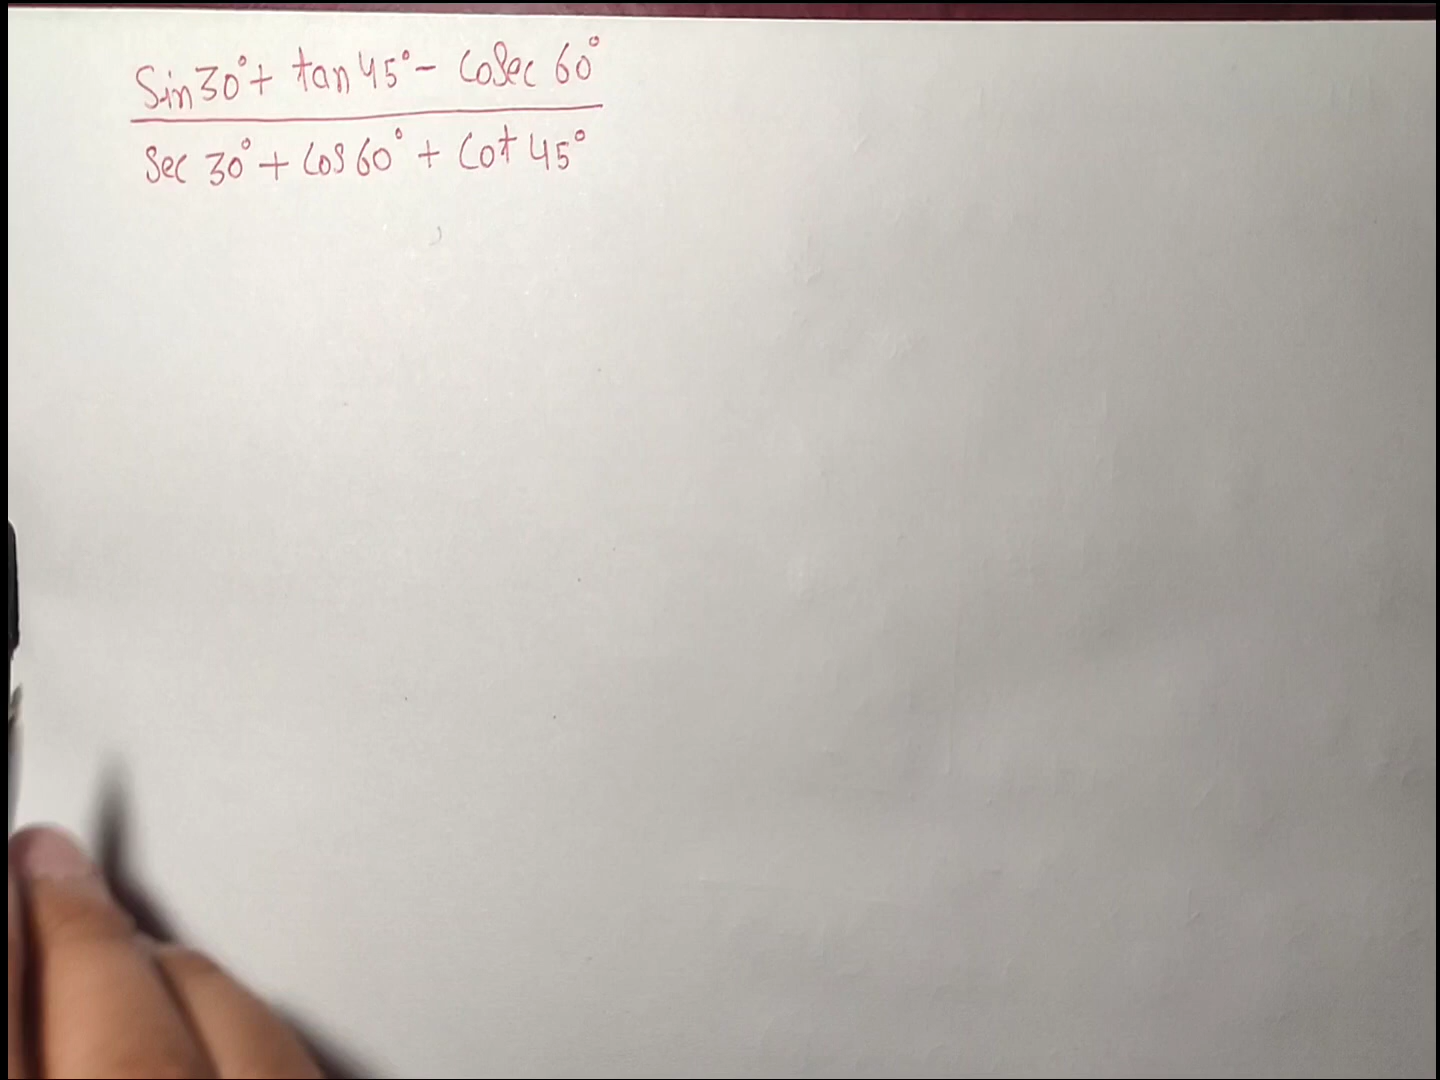 Sin 30° + tan 45° - Cosec 60°
Sec 30° + Cos 60° + Cot 45°